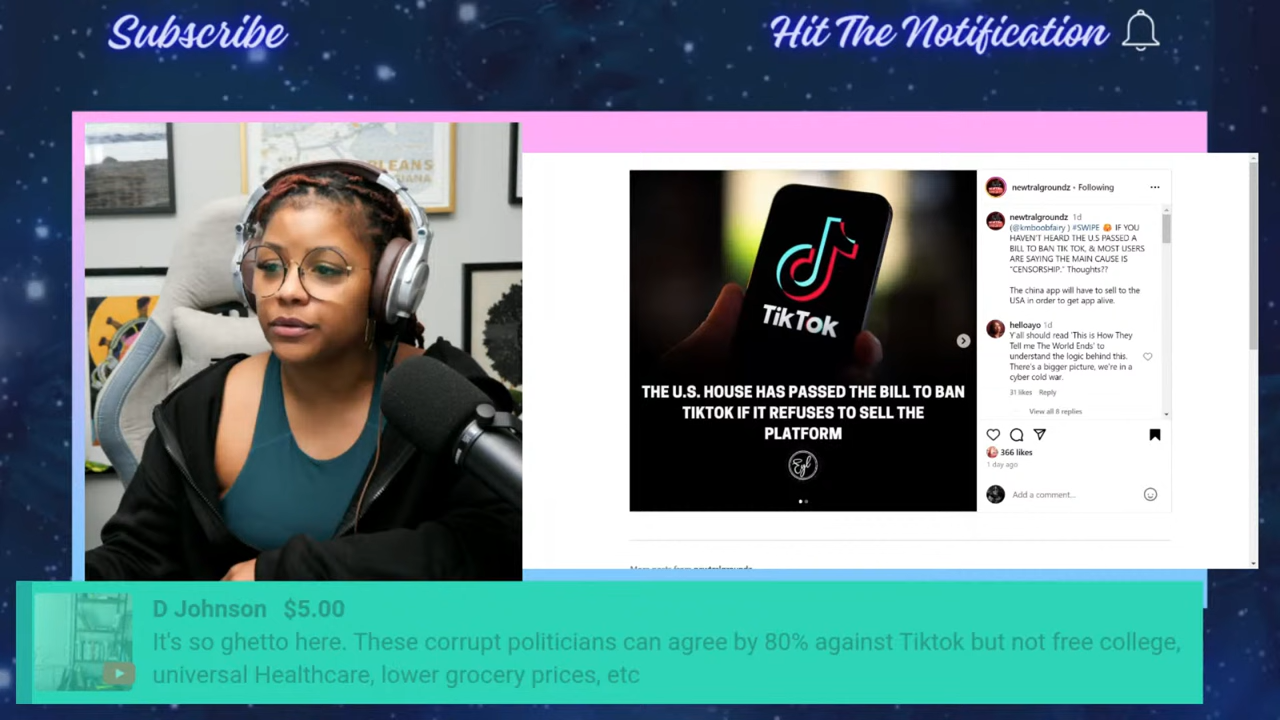 Subscribe
Hit The Notification
LEANS
TikTok
THE U.S. HOUSE HAS PASSED THE BILL TO BAN
TIKTOK IF IT REFUSES TO SELL THE
PLATFORM
newtralgroundz • Following
newtralgroundz 1d
(@kmboobfairy ) #SWIPE IF YOU
HAVEN'T HEARD THE U.S PASSED A
BILL TO BAN TIK TOK, & MOST USERS
ARE SAYING THE MAIN CAUSE IS
"CENSORSHIP." Thoughts??
The china app will have to sell to the
USA in order to get app alive.
helloayo 1d
Y'all should read 'This is How They
Tell me The World Ends' to
understand the logic behind this.
There's a bigger picture, we're in a
cyber cold war.
31 likes Reply
View all 8 replies
366 likes
1 day ago
Add a comment...
More posts from newtralgroundz
D Johnson $5.00
It's so ghetto here. These corrupt politicians can agree by 80% against Tiktok but not free college,
universal Healthcare, lower grocery prices, etc